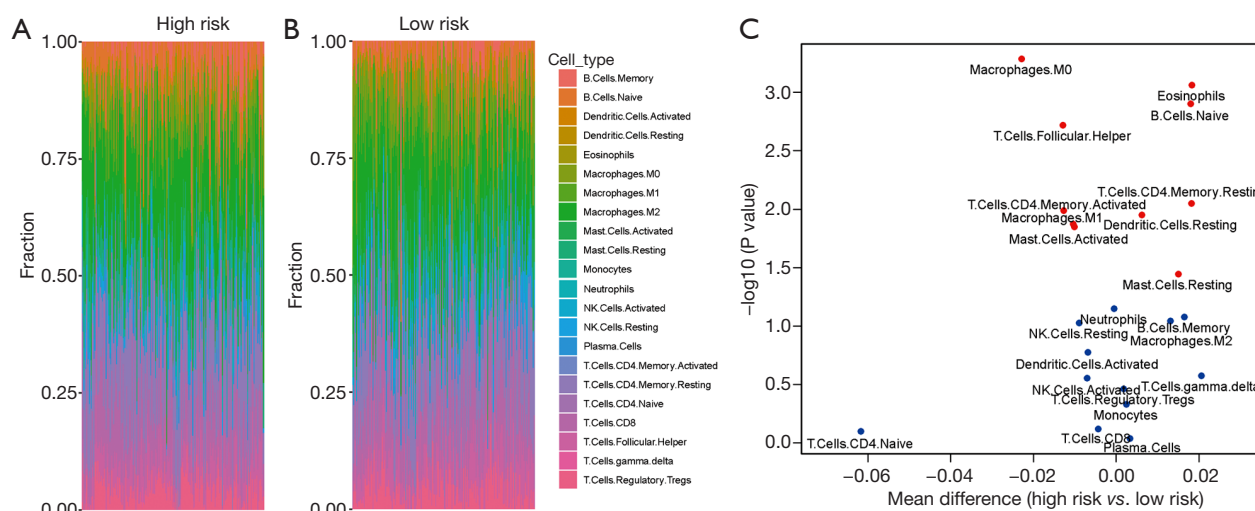 A
High risk
1.00
0.75
0.50
0.25
0.00
Fraction
B
Low risk
1.00
0.75
0.50
0.25
0.00
Fraction
Cell_type
B.Cells.Memory
B.Cells.Naive
Dendritic.Cells.Activated
Dendritic.Cells.Resting
Eosinophils
Macrophages.M0
Macrophages.M1
Macrophages.M2
Mast.Cells.Activated
Mast.Cells.Resting
Monocytes
Neutrophils
NK.Cells.Activated
NK.Cells.Resting
Plasma.Cells
T.Cells.CD4.Memory.Activated
T.Cells.CD4.Memory.Resting
T.Cells.CD4.Naive
T.Cells.CD8
T.Cells.Follicular.Helper
T.Cells.gamma.delta
T.Cells.Regulatory.Tregs
C
3.0
2.5
2.0
1.5
1.0
0.5
0.0
−log10 (P value)
Macrophages.M0
Eosinophils
B.Cells.Naive
T.Cells.Follicular.Helper
T.Cells.CD4.Memory.Restin
T.Cells.CD4.Memory.Activated
Macrophages.M1
Dendritic.Cells.Resting
Mast.Cells.Activated
Mast.Cells.Resting
Neutrophils
B.Cells.Memory
NK.Cells.Resting
Macrophages.M2
Dendritic.Cells.Activated
T.Cells.gamma.delta
NK.Cells.Activated
T.Cells.Regulatory.Tregs
Monocytes
T.Cells.CD4.Naive
T.Cells.CD8
Plasma.Cells
−0.06
−0.04
−0.02
0.00
0.02
Mean difference (high risk vs. low risk)